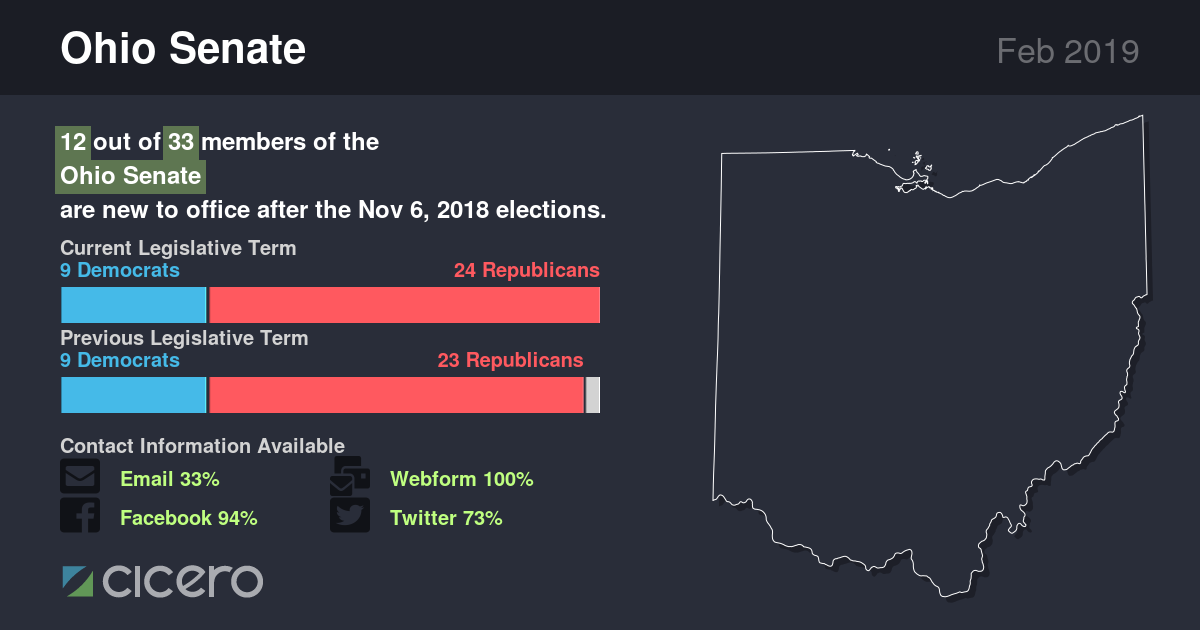 Ohio Senate
Feb 2019
12 out of 33 members of the
Ohio Senate
are new to office after the Nov 6, 2018 elections.
Current Legislative Term
9 Democrats 24 Republicans
Previous Legislative Term
9 Democrats 23 Republicans
Contact Information Available
Email 33% Webform 100%
Facebook 94% Twitter 73%
cicero